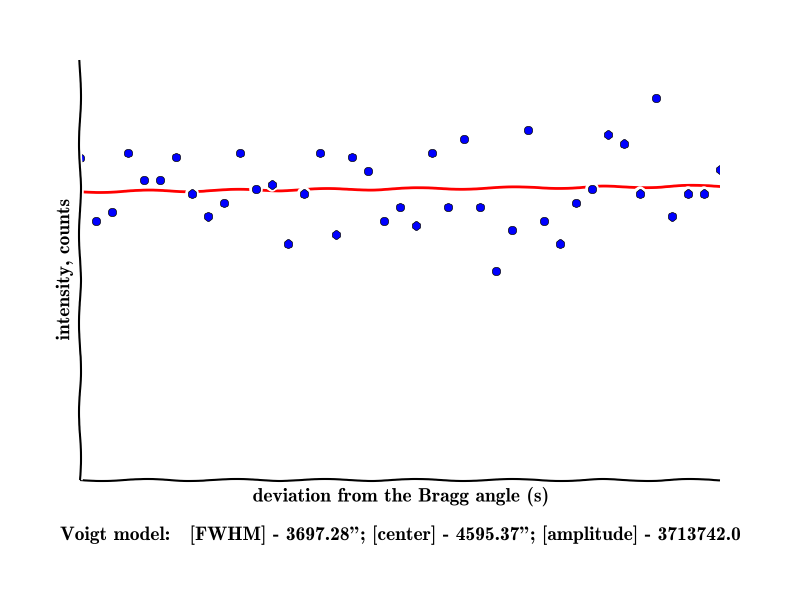 intensity, counts
deviation from the Bragg angle (s)
Voigt model: [FWHM] - 3697.28”; [center] - 4595.37”; [amplitude] - 3713742.0